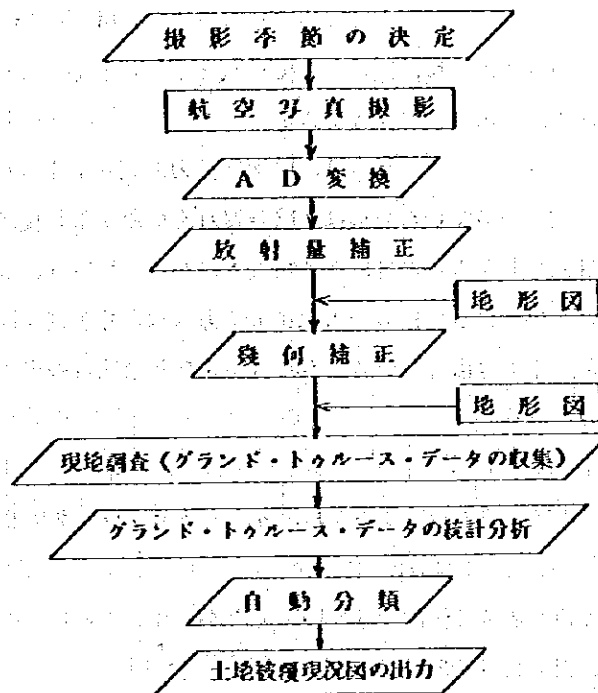 撮影季節の決定
航空写真撮影
AD変換
放射量補正
地形図
幾何補正
地形図
現地調査(グランド・トゥルース・データの収集)
グランド・トゥルース・データの統計分析
自動分類
土地被覆現況図の出力